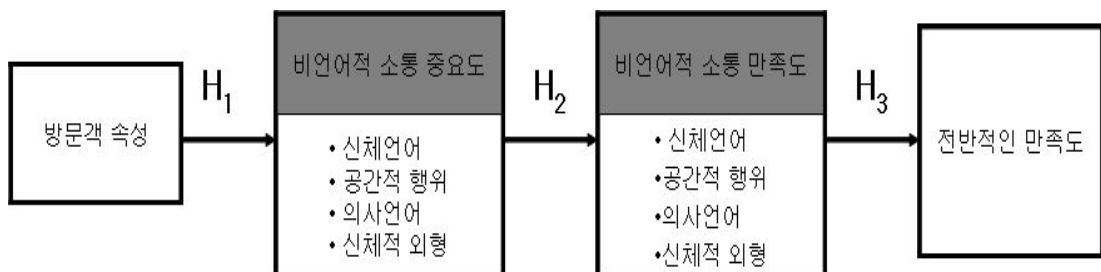 방문객 속성
H1
비언어적 소통 중요도
• 신체언어
• 공간적 행위
• 의사언어
• 신체적 외형
H2
비언어적 소통 만족도
• 신체언어
•공간적 행위
•의사언어
•신체적 외형
H3
전반적인 만족도